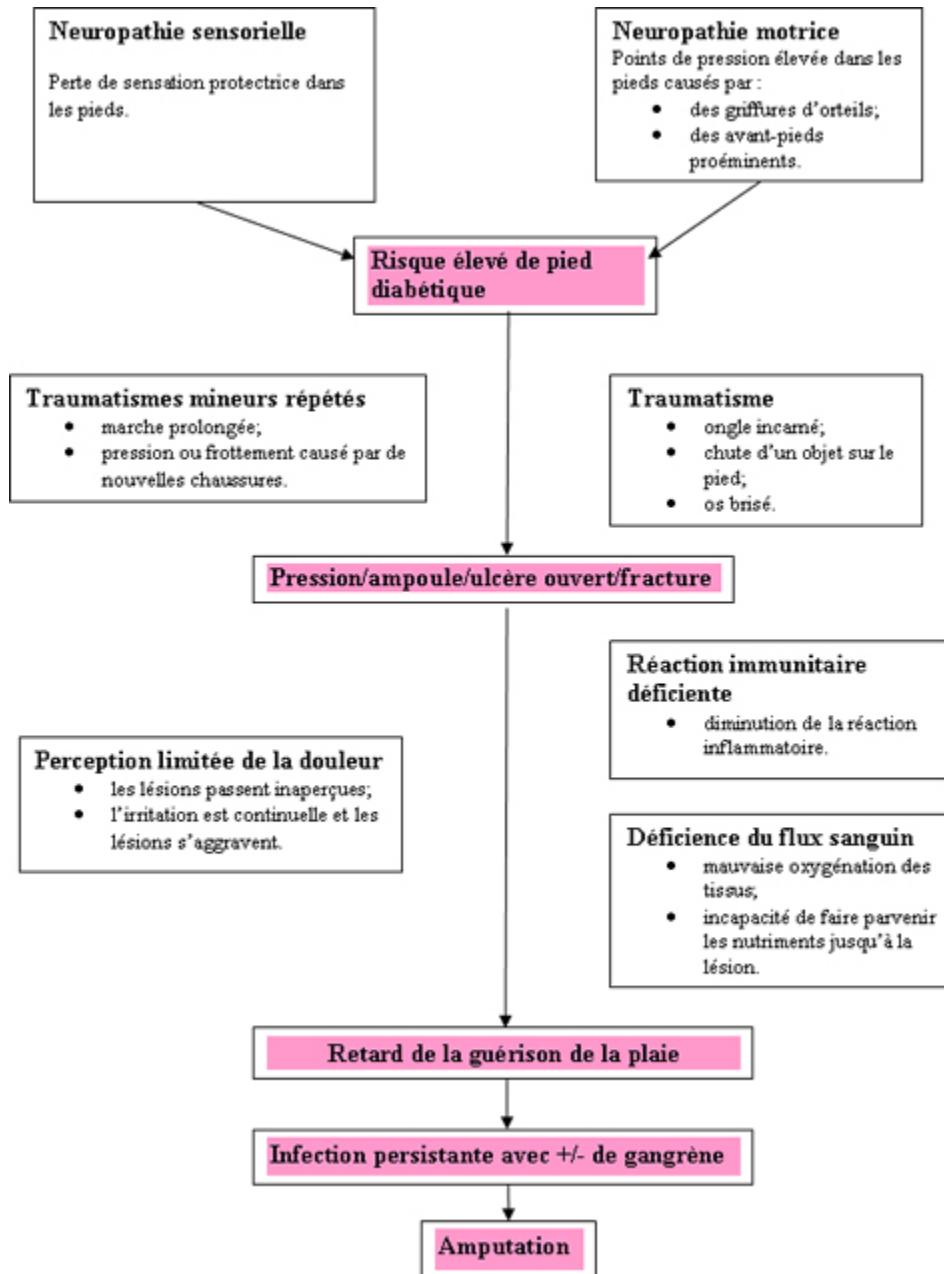 Neuropathie sensorielle
Perte de sensation protectrice dans
les pieds.
Neuropathie motrice
Points de pression élevée dans les
pieds causés par :
• des griffures d'orteils;
• des avant-pieds
proéminents.
Risque élevé de pied
diabétique
Traumatismes mineurs répétés
• marche prolongée;
• pression ou frottement causé par de
nouvelles chaussures.
Traumatisme
• ongle incarné;
• chute d'un objet sur le
pied;
• os brisé.
Pression/ampoule/ulcère ouvert/fracture
Réaction immunitaire
déficiente
• diminution de la réaction
inflammatoire.
Perception limitée de la douleur
• les lésions passent inaperçues;
• l'irritation est continuelle et les
lésions s'aggravent.
Déficience du flux sanguin
• mauvaise oxygénation des
tissus;
• incapacité de faire parvenir
les nutriments jusqu'à la
lésion.
Retard de la guérison de la plaie
Infection persistante avec +/- de gangrène
Amputation